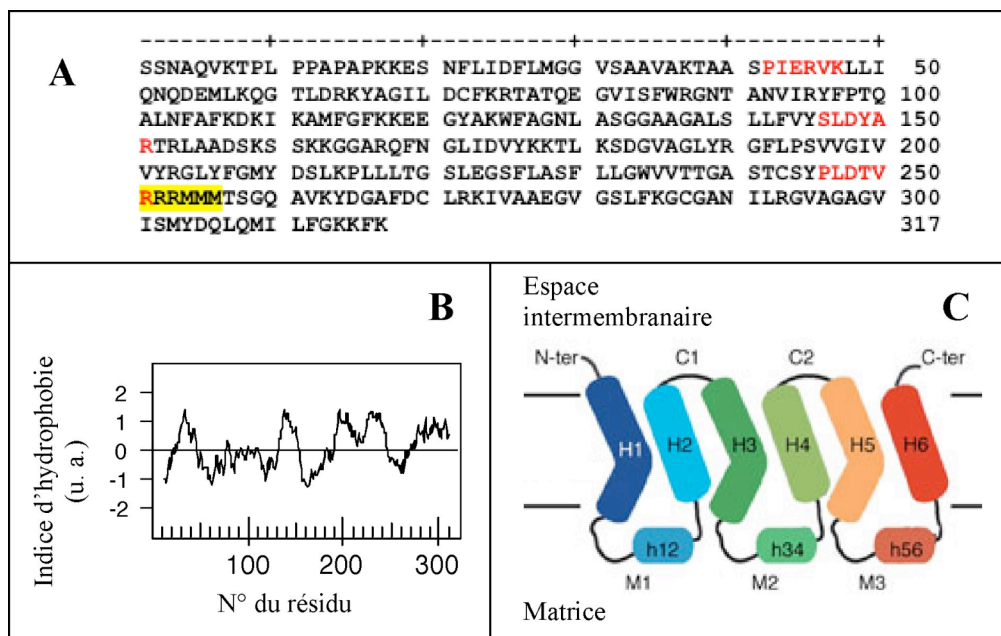 A
---------+---------+---------+---------+---------+
SSNAQVKTPL PPAPAPKKES NFLIDFLMGG VSAAVAKTAA SPIERVKLLI 50
QNQDEMLKQG TLDRKYAGIL DCFKRTATQE GVISFWRGNT ANVIRYFPTQ 100
ALNFAFKDKI KAMFGFKKEE GYAKWFAGNL ASGGAAGALS LLFVYSLDYA 150
RTRLAADSKS SKKGGARQFN GLIDVYKKTL KSDGVAGLYR GFLPSVVGIV 200
VYRGLYFGMY DSLKPLLLTG SLEGSFLASF LLGWVVTTGA STCSYPLDTV 250
RRRMMMTSGQ AVKYDGAFDC LRKIVAAEGV GSLFKGCGAN ILRGVAGAGV 300
ISMYDQLQMI LFGKKFK 317
B
Indice d'hydrophobie
(u. a.)
2
1
0
-1
-2
100 200 300
N° du résidu
C
Espace
intermembranaire
N-ter C1 C2 C-ter
H1 H2 H3 H4 H5 H6
h12 h34 h56
M1 M2 M3
Matrice